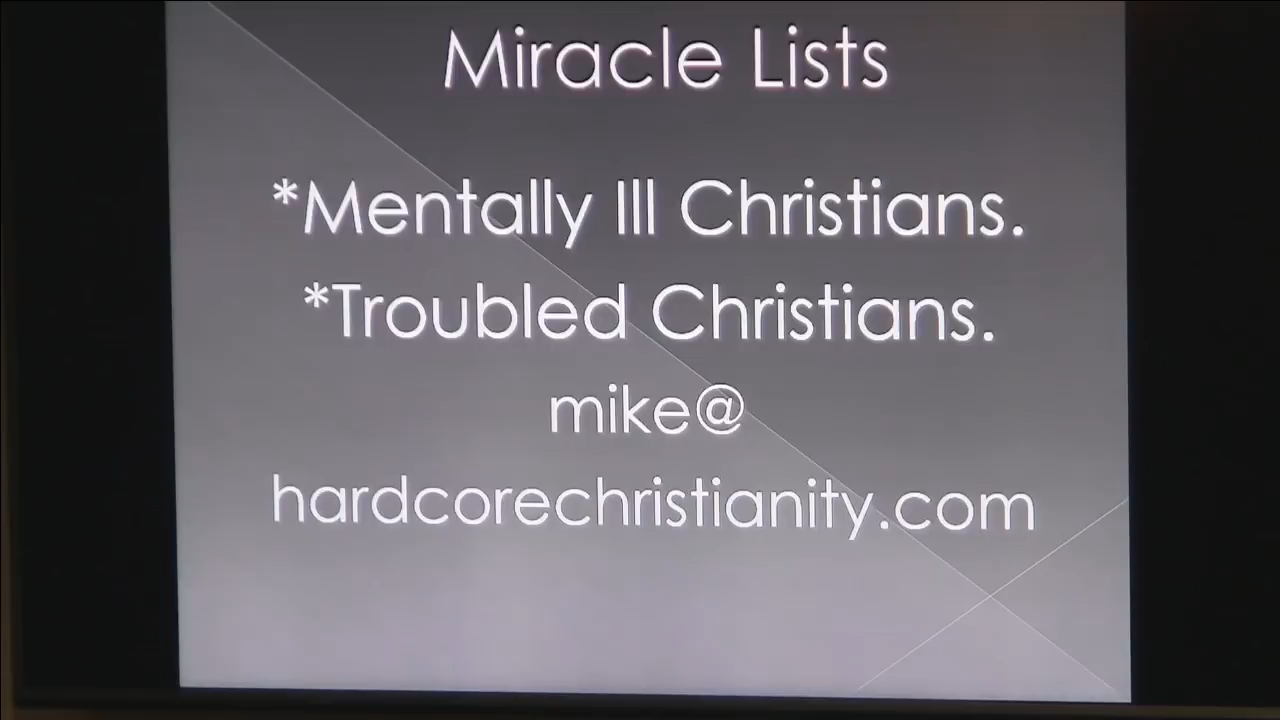 Miracle Lists
*Mentally Ill Christians.
*Troubled Christians.
mike@
hardcorechristianity.com